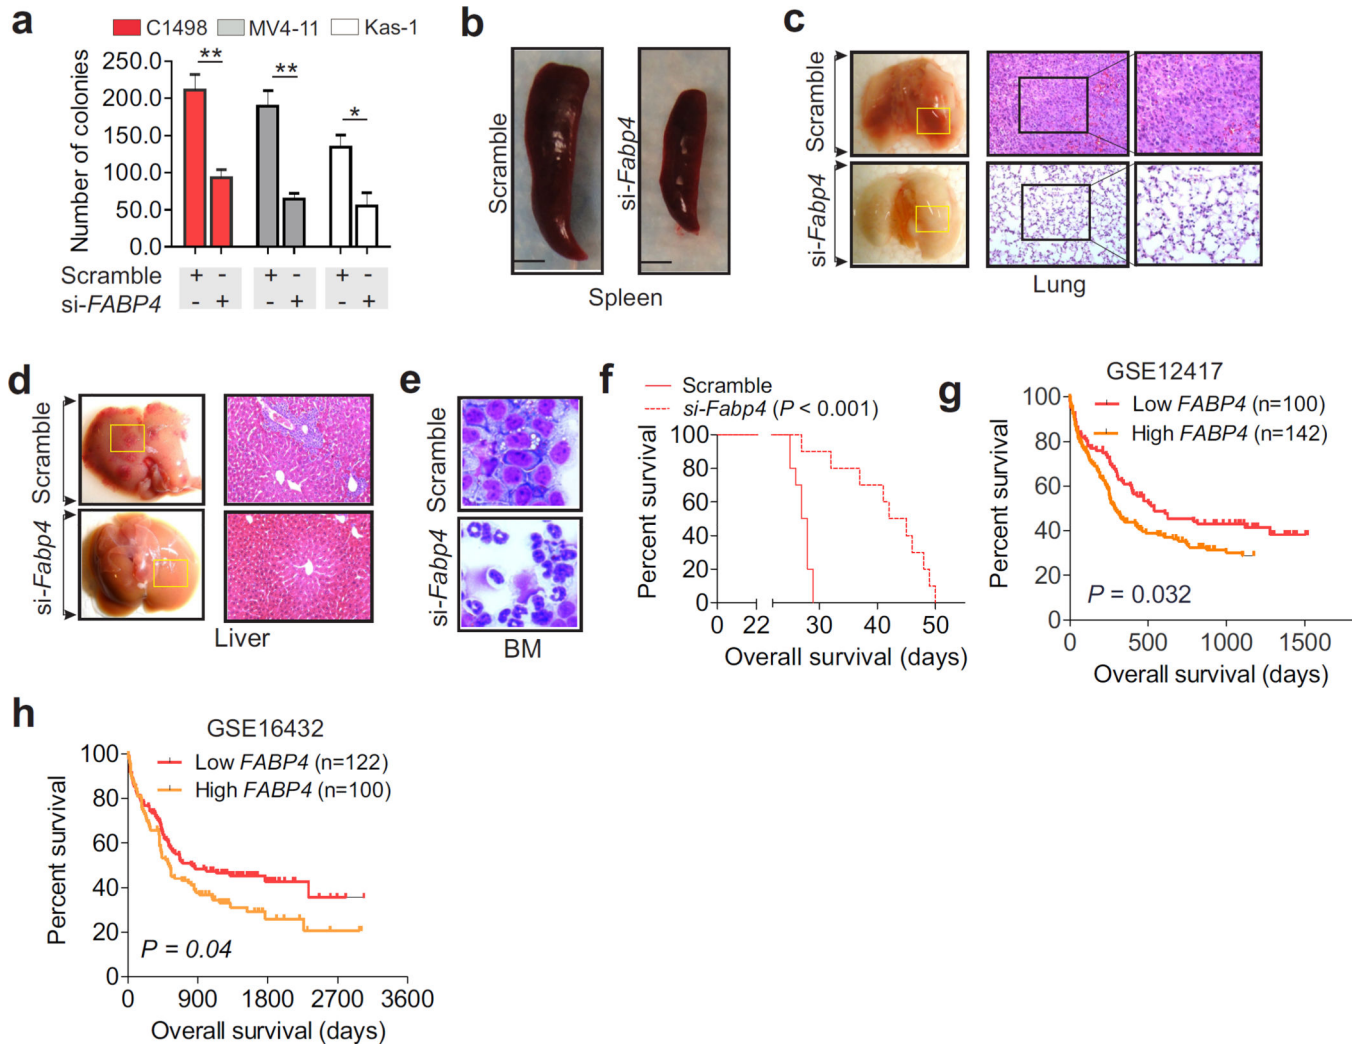 a
C1498 MV4-11 Kas-1
Number of colonies
250.0
200.0
150.0
100.0
50.0
0.0
** ** *
Scramble + - + - + -
si-FABP4 - + - + - +
b
Scramble
si-Fabp4
Spleen
c
Scramble
si-Fabp4
Lung
d
Scramble
si-Fabp4
Liver
e
Scramble
si-Fabp4
BM
f
Scramble
si-Fabp4 (P < 0.001)
Percent survival
100
80
60
40
20
0
0 22 30 40 50
Overall survival (days)
g
GSE12417
Low FABP4 (n=100)
High FABP4 (n=142)
Percent survival
100
80
60
40
20
0
P = 0.032
0 500 1000 1500
Overall survival (days)
h
GSE16432
Low FABP4 (n=122)
High FABP4 (n=100)
Percent survival
100
80
60
40
20
0
P = 0.04
0 900 1800 2700 3600
Overall survival (days)